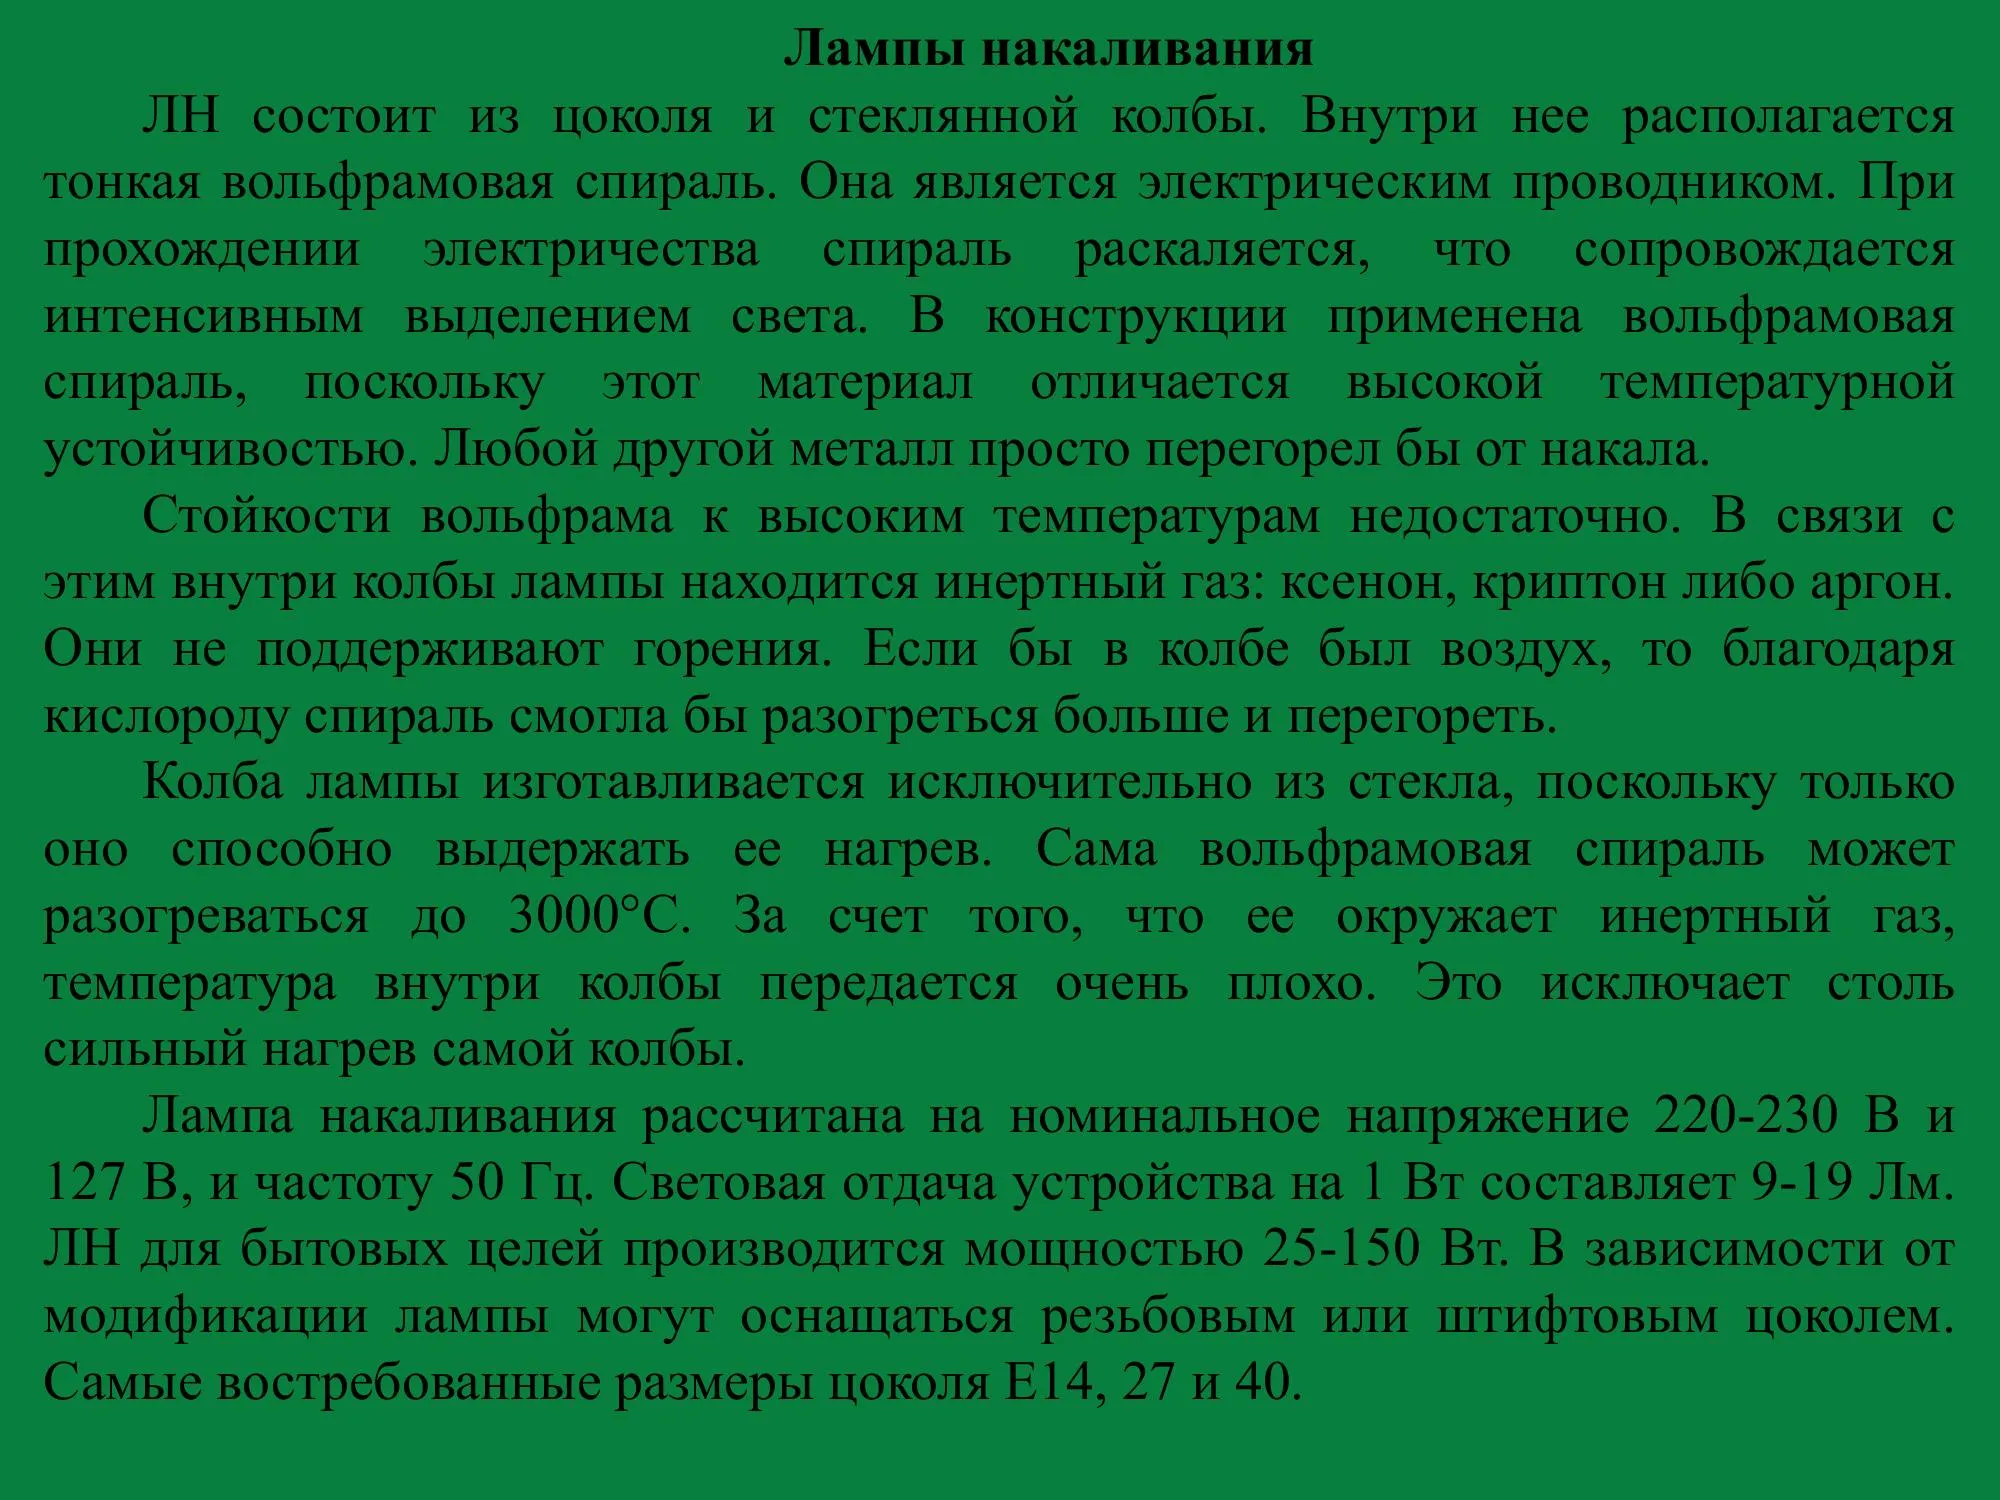 Лампы накаливания
ЛН состоит из цоколя и стеклянной колбы. Внутри нее располагается
тонкая вольфрамовая спираль. Она является электрическим проводником. При
прохождении электричества спираль раскаляется, что сопровождается
интенсивным выделением света. В конструкции применена вольфрамовая
спираль, поскольку этот материал отличается высокой температурной
устойчивостью. Любой другой металл просто перегорел бы от накала.
Стойкости вольфрама к высоким температурам недостаточно. В связи с
этим внутри колбы лампы находится инертный газ: ксенон, криптон либо аргон.
Они не поддерживают горения. Если бы в колбе был воздух, то благодаря
кислороду спираль смогла бы разогреться больше и перегореть.
Колба лампы изготавливается исключительно из стекла, поскольку только
оно способно выдержать ее нагрев. Сама вольфрамовая спираль может
разогреваться до 3000°С. За счет того, что ее окружает инертный газ,
температура внутри колбы передается очень плохо. Это исключает столь
сильный нагрев самой колбы.
Лампа накаливания рассчитана на номинальное напряжение 220-230 В и
127 В, и частоту 50 Гц. Световая отдача устройства на 1 Вт составляет 9-19 Лм.
ЛН для бытовых целей производится мощностью 25-150 Вт. В зависимости от
модификации лампы могут оснащаться резьбовым или штифтовым цоколем.
Самые востребованные размеры цоколя Е14, 27 и 40.